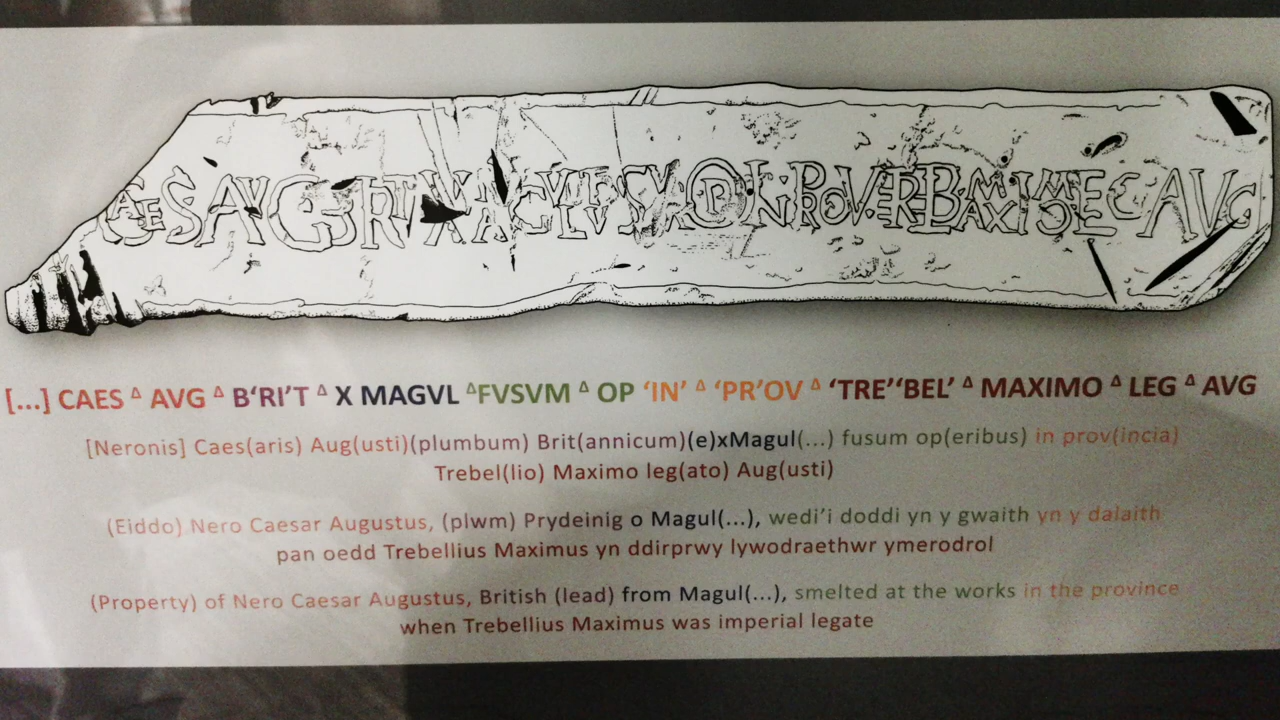 [...] CAES ᐞ AVG ᐞ B‘RI’T ᐞ X MAGVL ᐞFVSVM ᐞ OP ‘IN’ ᐞ ‘PR’OV ᐞ ‘TRE’‘BEL’ ᐞ MAXIMO ᐞ LEG ᐞ AVG
[Neronis] Caes(aris) Aug(usti)(plumbum) Brit(annicum)(e)xMagul(...) fusum op(eribus) in prov(incia)
Trebel(lio) Maximo leg(ato) Aug(usti)
(Eiddo) Nero Caesar Augustus, (plwm) Prydeinig o Magul(...), wedi’i doddi yn y gwaith yn y dalaith
pan oedd Trebellius Maximus yn ddirprwy lywodraethwr ymerodrol
(Property) of Nero Caesar Augustus, British (lead) from Magul(...), smelted at the works in the province
when Trebellius Maximus was imperial legate